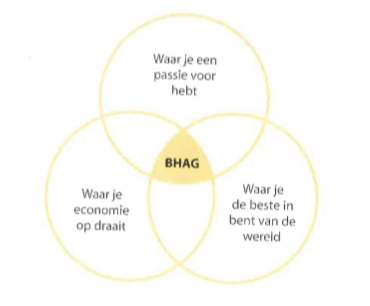 Waar je een
passie voor
hebt
BHAG
Waar je
economie
op draait
Waar je
de beste in
bent van de
wereld